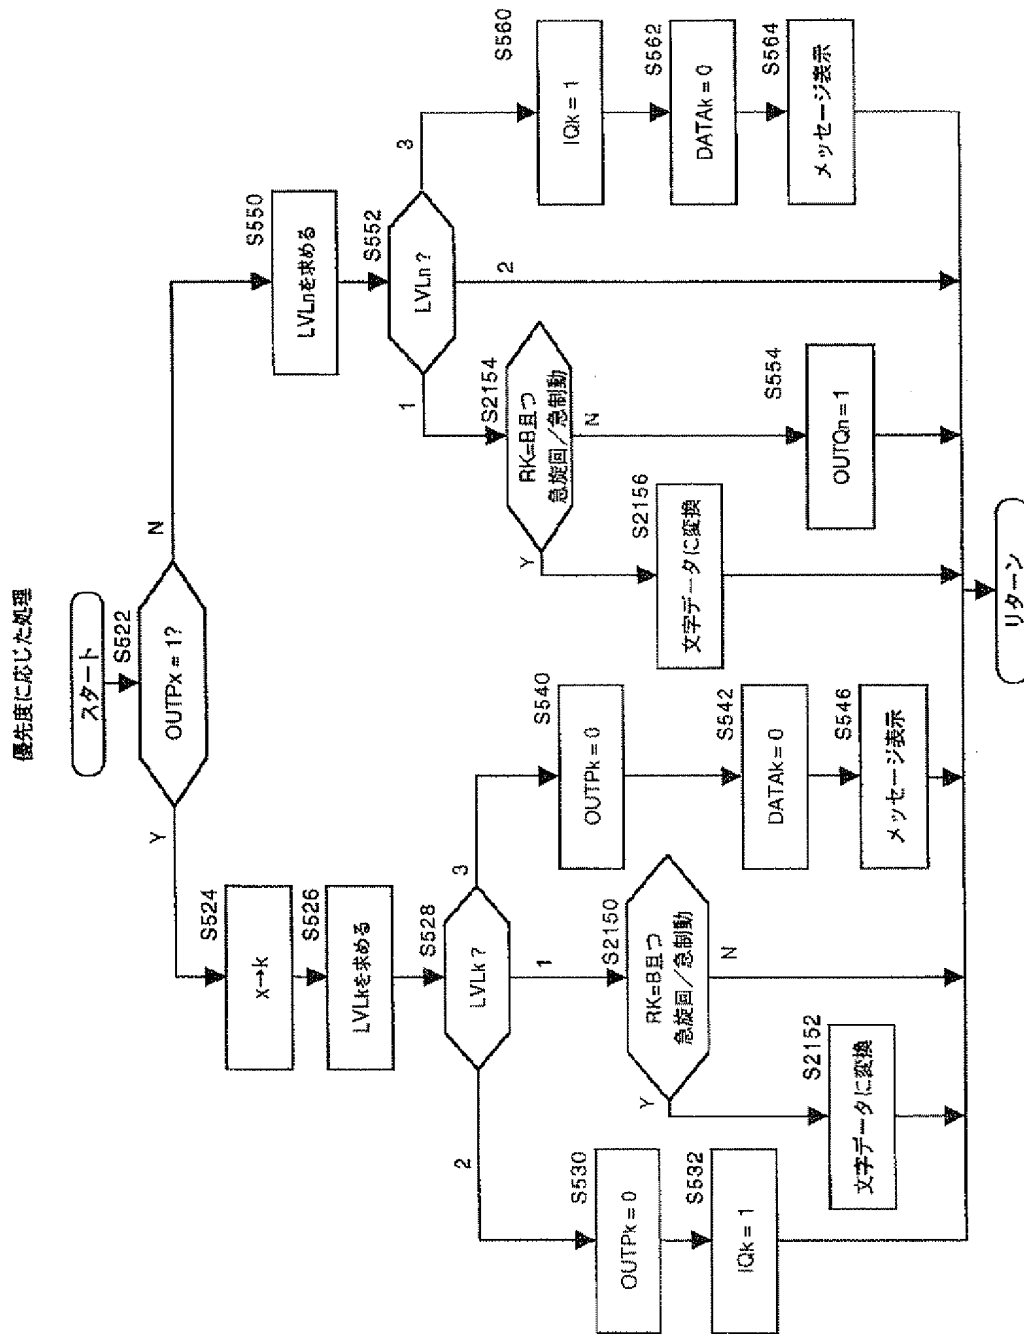 優先度に応じた処理
スタート
S522
OUTPx = 1?
Y
N
S524
x→k
S526
LVLkを求める
S528
LVLk ?
2
1
3
S530
OUTPk = 0
S532
IQk = 1
S2150
RK=B且つ
急旋回／急制動
Y
N
S2152
文字データに変換
S540
OUTPk = 0
S542
DATAk = 0
S546
メッセージ表示
S550
LVLnを求める
S552
LVLn ?
1
2
3
S2154
RK=B且つ
急旋回／急制動
Y
N
S2156
文字データに変換
S554
OUTQn = 1
S560
IQk = 1
S562
DATAk = 0
S564
メッセージ表示
リターン